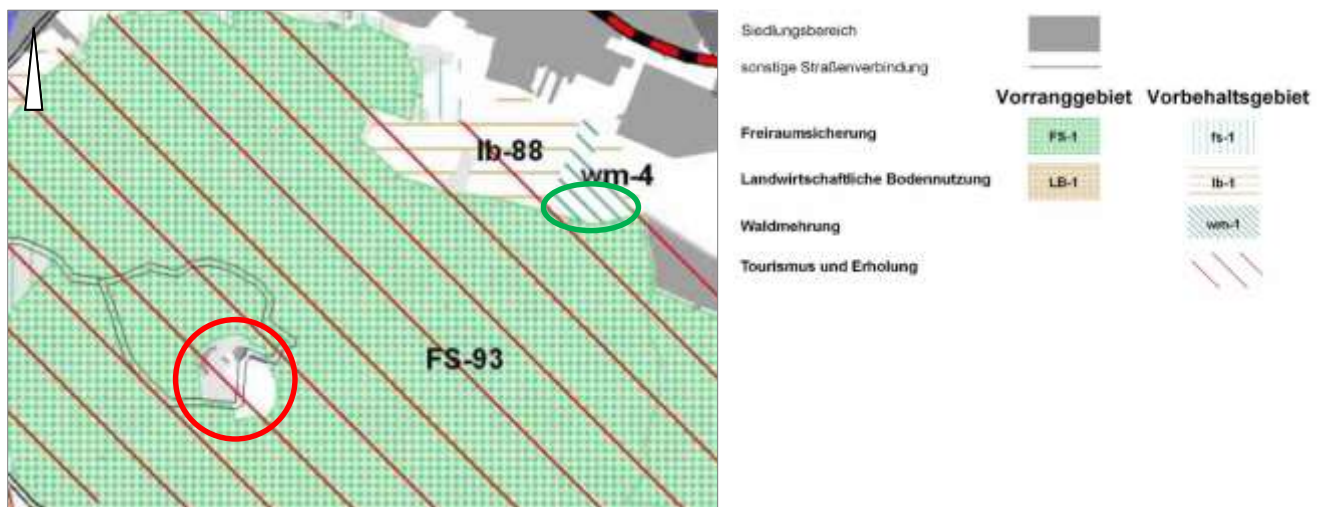 lb-88
wm-4
FS-93
Siedlungsbereich
sonstige Straßenverbindung
Vorranggebiet Vorbehaltsgebiet
Freiraumsicherung FS-1 fs-1
Landwirtschaftliche Bodennutzung LB-1 lb-1
Waldmehrung wm-1
Tourismus und Erholung